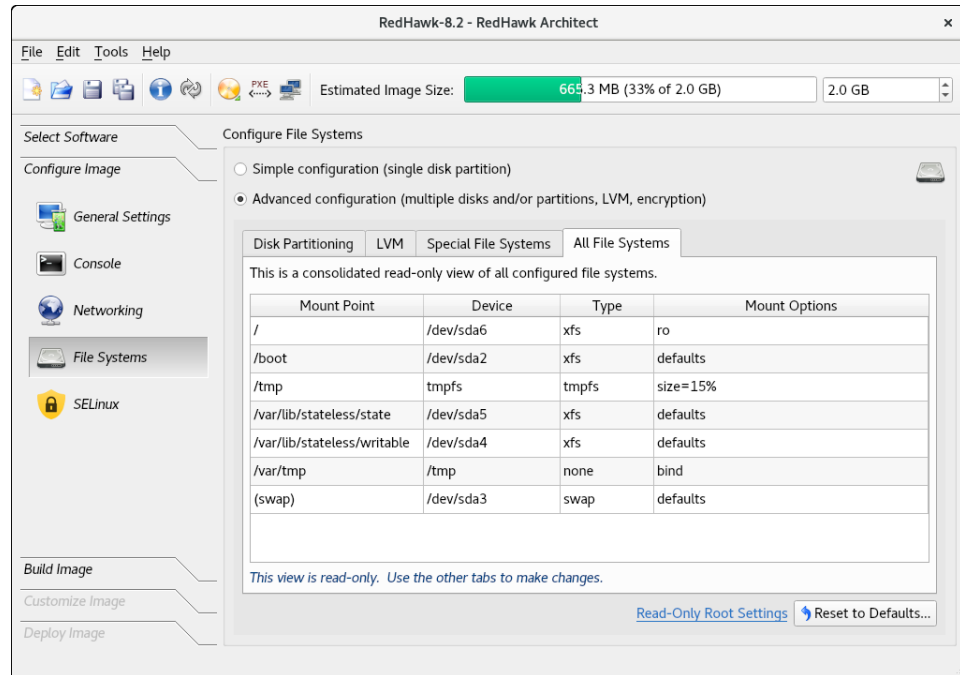 RedHawk-8.2 - RedHawk Architect
File Edit Tools Help
PXE Estimated Image Size: 665.3 MB (33% of 2.0 GB) 2.0 GB
Select Software
Configure Image
General Settings
Console
Networking
File Systems
SELinux
Build Image
Customize Image
Deploy Image
Configure File Systems
Simple configuration (single disk partition)
Advanced configuration (multiple disks and/or partitions, LVM, encryption)
Disk Partitioning LVM Special File Systems All File Systems
This is a consolidated read-only view of all configured file systems.
Mount Point Device Type Mount Options
/ /dev/sda6 xfs ro
/boot /dev/sda2 xfs defaults
/tmp tmpfs tmpfs size=15%
/var/lib/stateless/state /dev/sda5 xfs defaults
/var/lib/stateless/writable /dev/sda4 xfs defaults
/var/tmp /tmp none bind
(swap) /dev/sda3 swap defaults
This view is read-only. Use the other tabs to make changes.
Read-Only Root Settings Reset to Defaults...